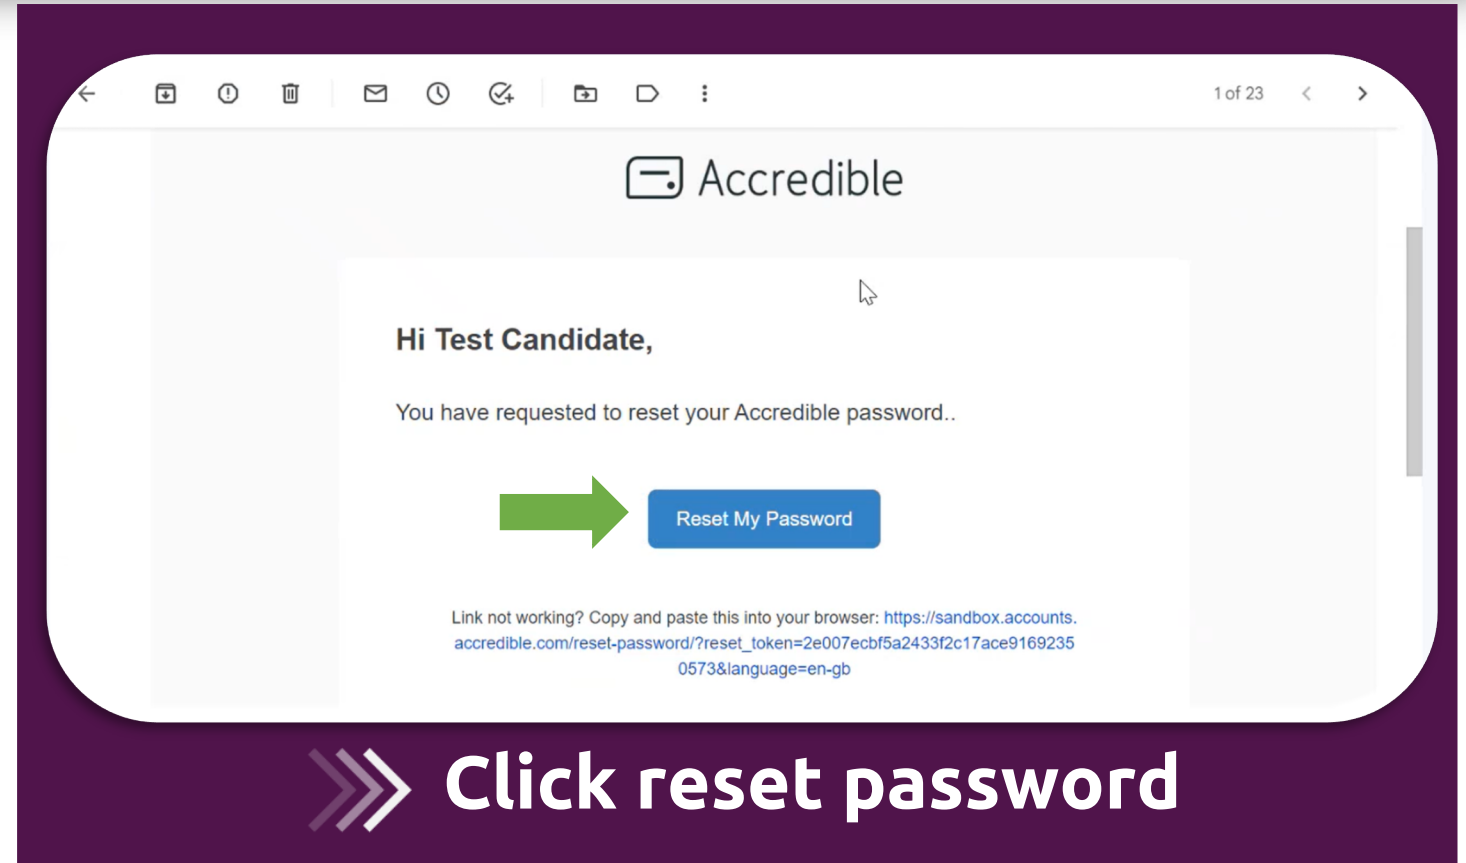 1 of 23
Accredible
Hi Test Candidate,
You have requested to reset your Accredible password..
Reset My Password
Link not working? Copy and paste this into your browser: https://sandbox.accounts.
accredible.com/reset-password/?reset_token=2e007ecbf5a2433f2c17ace9169235
0573&language=en-gb
Click reset password